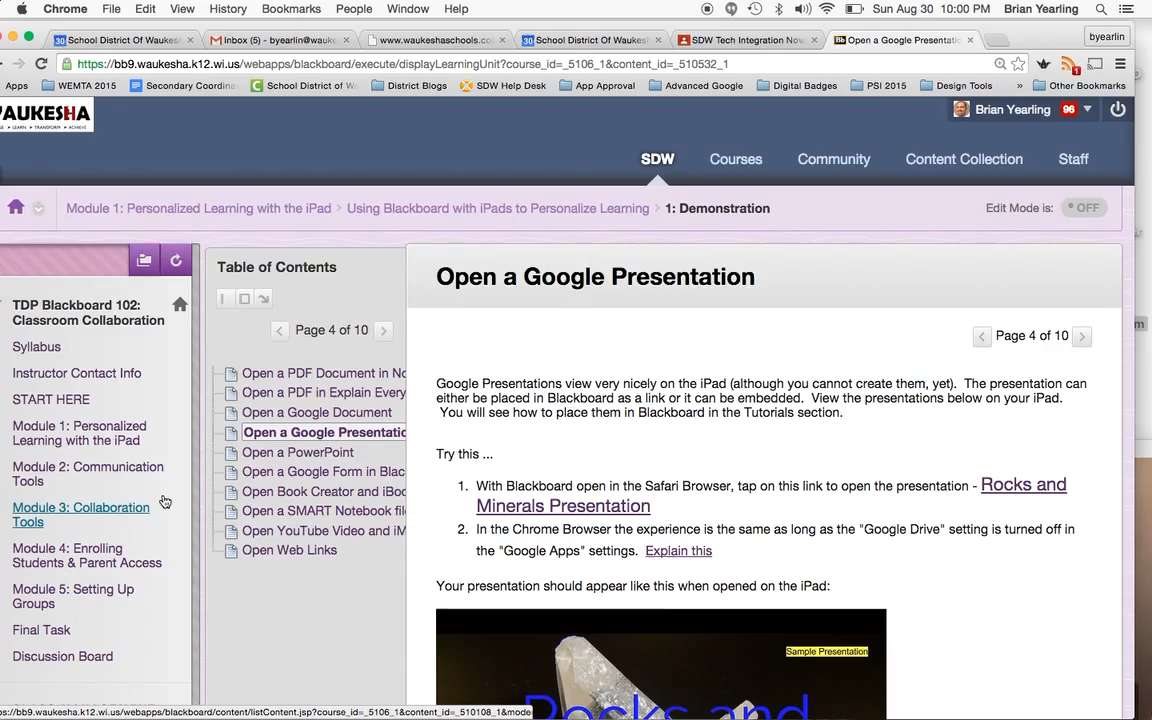 Chrome File Edit View History Bookmarks People Window Help Sun Aug 30 10:00 PM Brian Yearling
School District Of Waukes Inbox (5) - byearlin@wauke www.waukeshaschools.co School District Of Waukes SDW Tech Integration Now Open a Google Presentatio byearlin
https://bb9.waukesha.k12.wi.us/webapps/blackboard/execute/displayLearningUnit?course_id=_5106_1&content_id=_510532_1
Apps WEMTA 2015 Secondary Coordina School District of W District Blogs SDW Help Desk App Approval Advanced Google Digital Badges PSI 2015 Design Tools » Other Bookmarks
AUKESHA
LEARN TRANSFORM ACHIEVE
Brian Yearling 96
SDW Courses Community Content Collection Staff
Module 1: Personalized Learning with the iPad > Using Blackboard with iPads to Personalize Learning > 1: Demonstration
Edit Mode is: OFF
TDP Blackboard 102:
Classroom Collaboration
Syllabus
Instructor Contact Info
START HERE
Module 1: Personalized
Learning with the iPad
Module 2: Communication
Tools
Module 3: Collaboration
Tools
Module 4: Enrolling
Students & Parent Access
Module 5: Setting Up
Groups
Final Task
Discussion Board
Table of Contents
Page 4 of 10
Open a PDF Document in No
Open a PDF in Explain Every
Open a Google Document
Open a Google Presentatio
Open a PowerPoint
Open a Google Form in Blac
Open Book Creator and iBoo
Open a SMART Notebook file
Open YouTube Video and iM
Open Web Links
Open a Google Presentation
Page 4 of 10
Google Presentations view very nicely on the iPad (although you cannot create them, yet). The presentation can
either be placed in Blackboard as a link or it can be embedded. View the presentations below on your iPad.
You will see how to place them in Blackboard in the Tutorials section.
Try this ...
1. With Blackboard open in the Safari Browser, tap on this link to open the presentation - Rocks and
Minerals Presentation
2. In the Chrome Browser the experience is the same as long as the "Google Drive" setting is turned off in
the "Google Apps" settings. Explain this
Your presentation should appear like this when opened on the iPad:
Sample Presentation
Rocks and
ps://bb9.waukesha.k12.wi.us/webapps/blackboard/content/listContent.jsp?course_id=_5106_1&content_id=_510108_1&mode